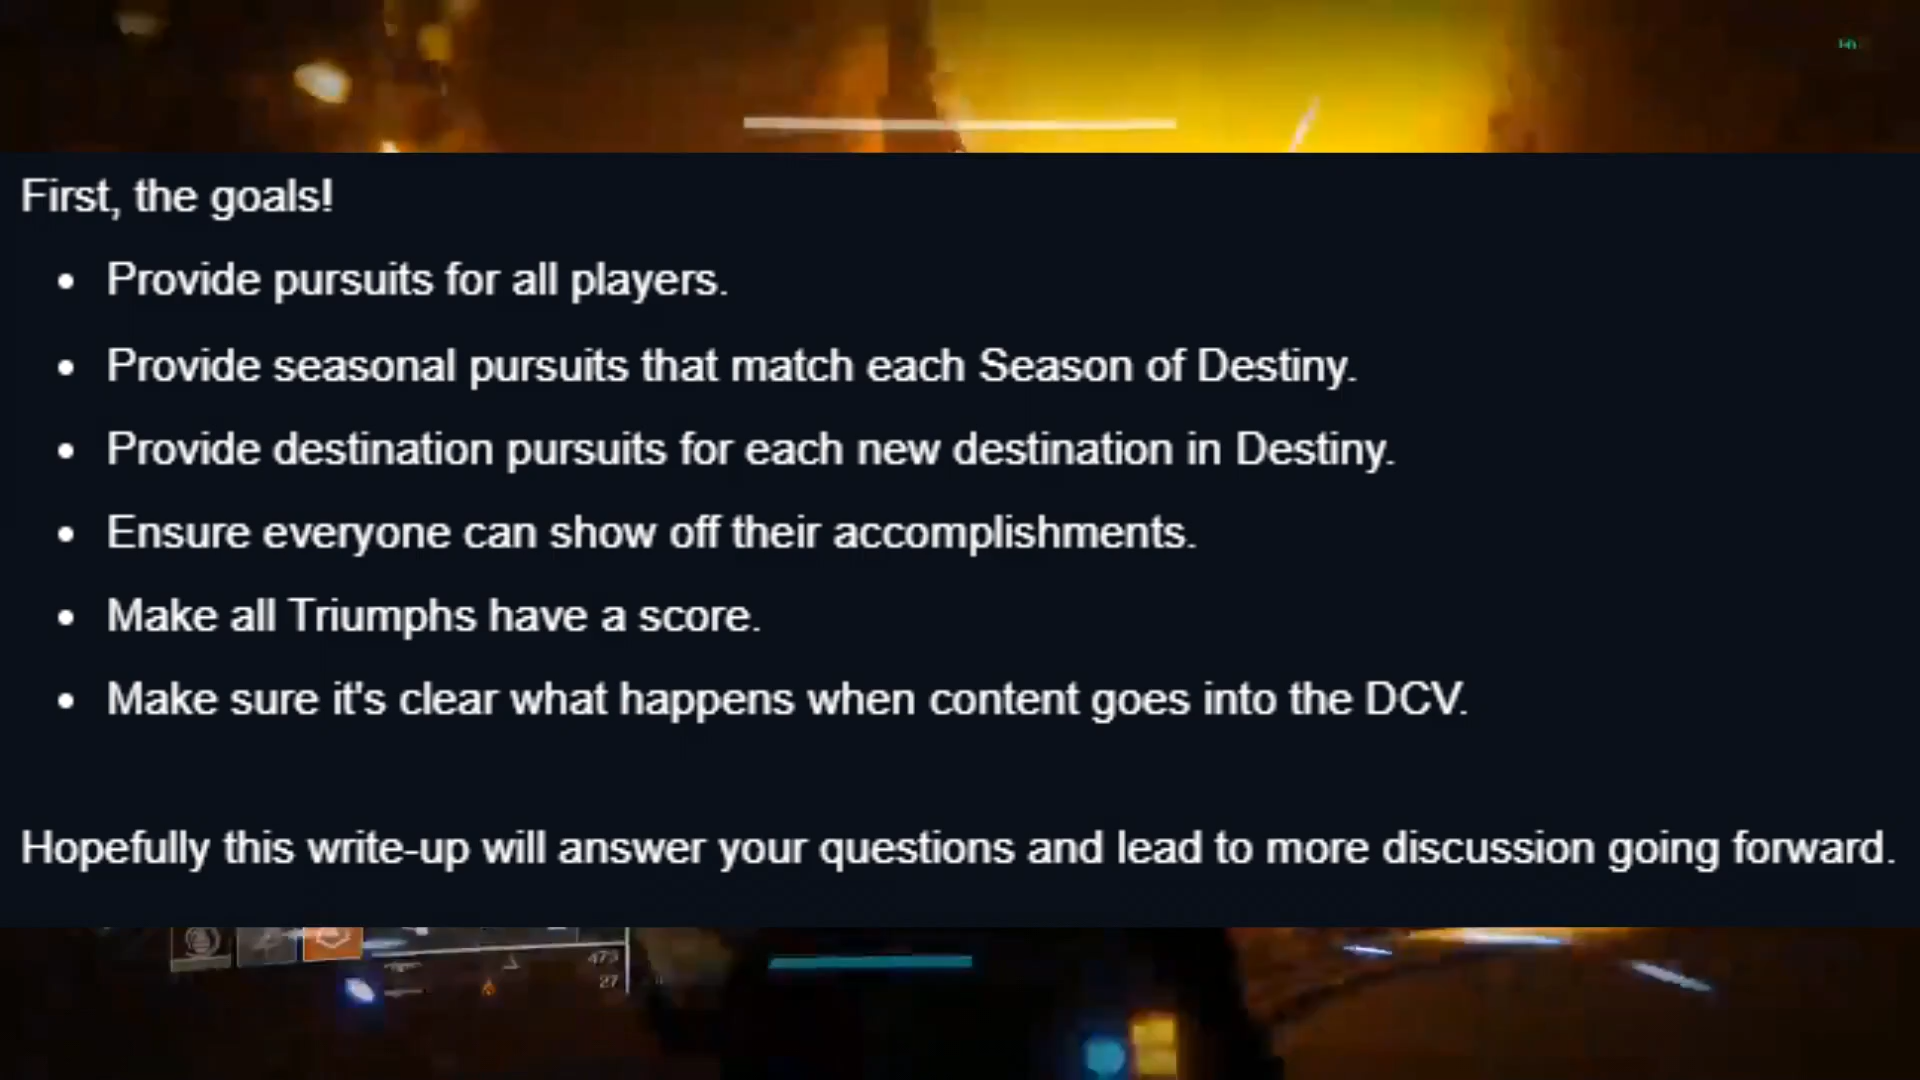 First, the goals!
• Provide pursuits for all players.
• Provide seasonal pursuits that match each Season of Destiny.
• Provide destination pursuits for each new destination in Destiny.
• Ensure everyone can show off their accomplishments.
• Make all Triumphs have a score.
• Make sure it's clear what happens when content goes into the DCV.
Hopefully this write-up will answer your questions and lead to more discussion going forward.
473
27